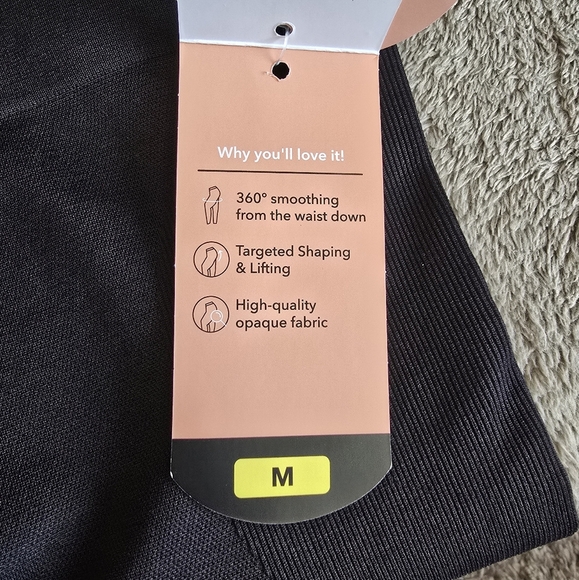 Why you'll love it!
360° smoothing
from the waist down
Targeted Shaping
& Lifting
High-quality
opaque fabric
M